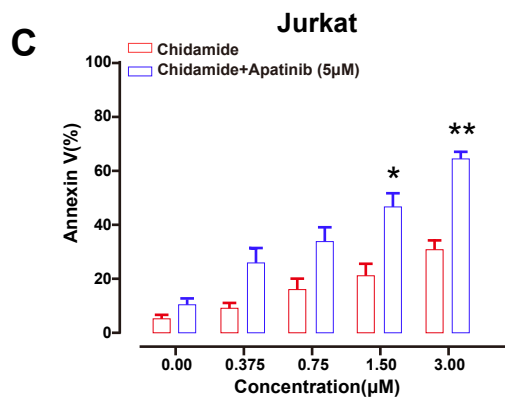 C
Jurkat
Chidamide
Chidamide+Apatinib (5μM)
Annexin V(%)
100
80
60
40
20
0
*
**
0.00 0.375 0.75 1.50 3.00
Concentration(μM)